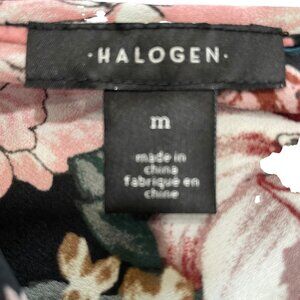 ·HALOGEN·
m
made in
china
fabriqué en
chine